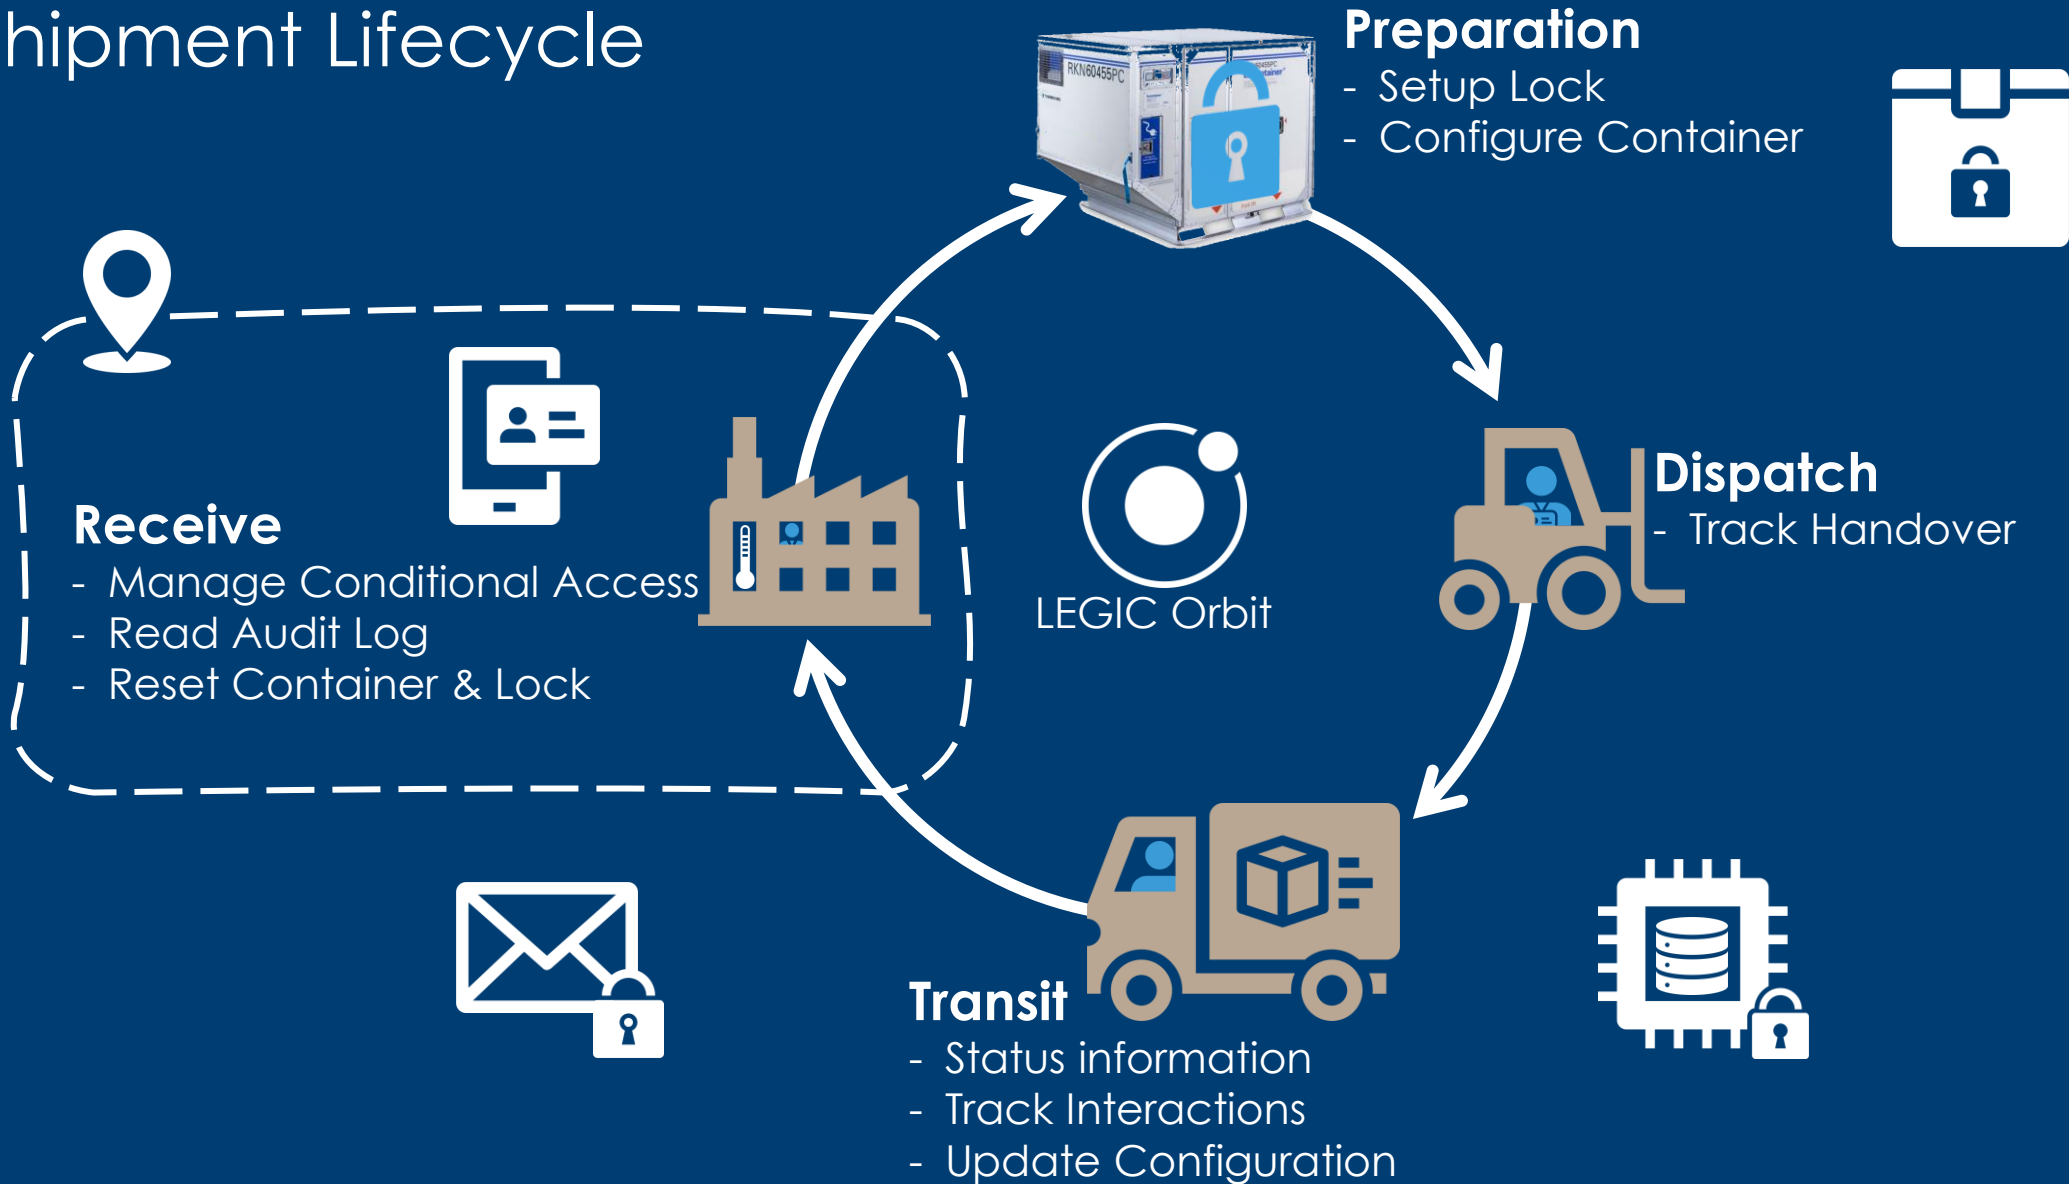 hipment Lifecycle
Preparation
- Setup Lock
- Configure Container
RKN60455PC
Dispatch
- Track Handover
Receive
- Manage Conditional Access
- Read Audit Log
- Reset Container & Lock
LEGIC Orbit
Transit
- Status information
- Track Interactions
- Update Configuration